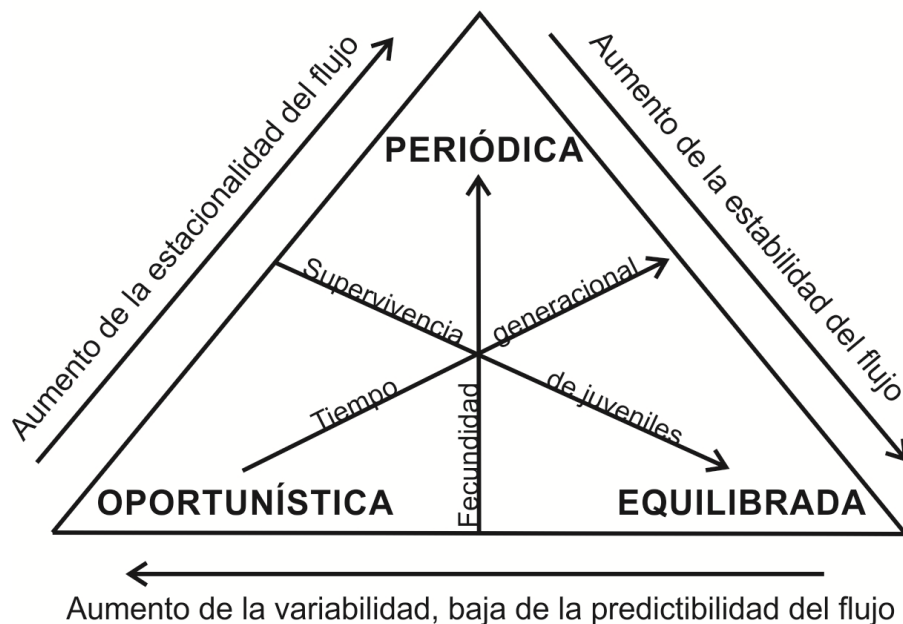 Aumento de la estacionalidad del flujo
Aumento de la estabilidad del flujo
PERIÓDICA
Supervivencia
generacional
Tiempo
de juveniles
Fecundidad
OPORTUNÍSTICA
EQUILIBRADA
Aumento de la variabilidad, baja de la predictibilidad del flujo